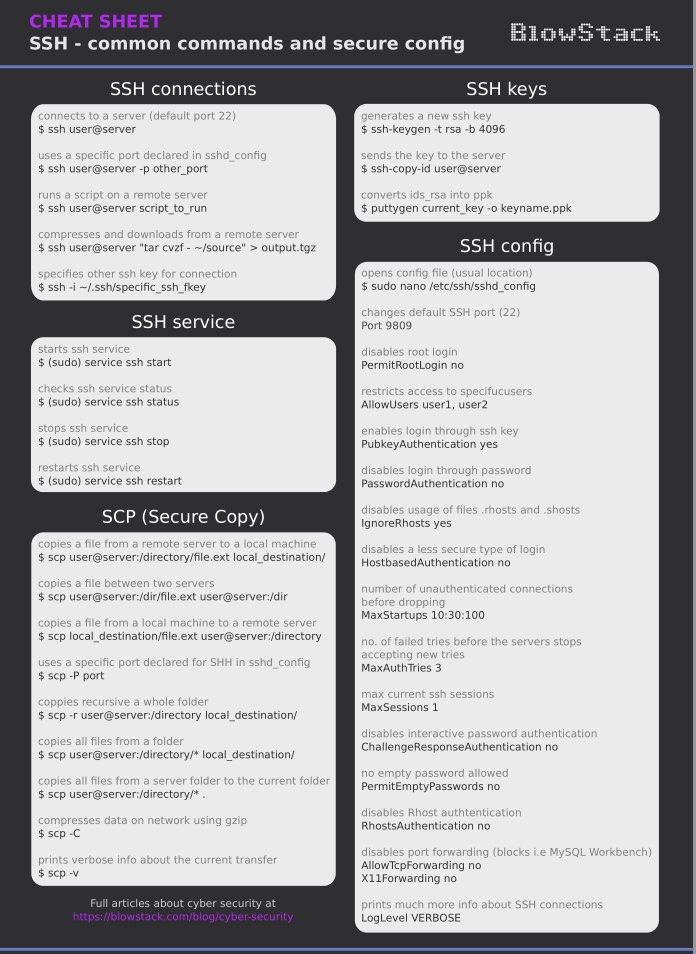 CHEAT SHEET
SSH - common commands and secure config
BlowStack
SSH connections
connects to a server (default port 22)
$ ssh user@server
uses a specific port declared in sshd_config
$ ssh user@server -p other_port
runs a script on a remote server
$ ssh user@server script_to_run
compresses and downloads from a remote server
$ ssh user@server "tar cvzf - ~/source" > output.tgz
specifies other ssh key for connection
$ ssh -i ~/.ssh/specific_ssh_fkey
SSH service
starts ssh service
$ (sudo) service ssh start
checks ssh service status
$ (sudo) service ssh status
stops ssh service
$ (sudo) service ssh stop
restarts ssh service
$ (sudo) service ssh restart
SCP (Secure Copy)
copies a file from a remote server to a local machine
$ scp user@server:/directory/file.ext local_destination/
copies a file between two servers
$ scp user@server:/dir/file.ext user@server:/dir
copies a file from a local machine to a remote server
$ scp local_destination/file.ext user@server:/directory
uses a specific port declared for SHH in sshd_config
$ scp -P port
coppies recursive a whole folder
$ scp -r user@server:/directory local_destination/
copies all files from a folder
$ scp user@server:/directory/* local_destination/
copies all files from a server folder to the current folder
$ scp user@server:/directory/* .
compresses data on network using gzip
$ scp -C
prints verbose info about the current transfer
$ scp -v
Full articles about cyber security at
https://blowstack.com/blog/cyber-security
SSH keys
generates a new ssh key
$ ssh-keygen -t rsa -b 4096
sends the key to the server
$ ssh-copy-id user@server
converts ids_rsa into ppk
$ puttygen current_key -o keyname.ppk
SSH config
opens config file (usual location)
$ sudo nano /etc/ssh/sshd_config
changes default SSH port (22)
Port 9809
disables root login
PermitRootLogin no
restricts access to specifucusers
AllowUsers user1, user2
enables login through ssh key
PubkeyAuthentication yes
disables login through password
PasswordAuthentication no
disables usage of files .rhosts and .shosts
IgnoreRhosts yes
disables a less secure type of login
HostbasedAuthentication no
number of unauthenticated connections
before dropping
MaxStartups 10:30:100
no. of failed tries before the servers stops
accepting new tries
MaxAuthTries 3
max current ssh sessions
MaxSessions 1
disables interactive password authentication
ChallengeResponseAuthentication no
no empty password allowed
PermitEmptyPasswords no
disables Rhost authtentication
RhostsAuthentication no
disables port forwarding (blocks i.e MySQL Workbench)
AllowTcpForwarding no
X11Forwarding no
prints much more info about SSH connections
LogLevel VERBOSE